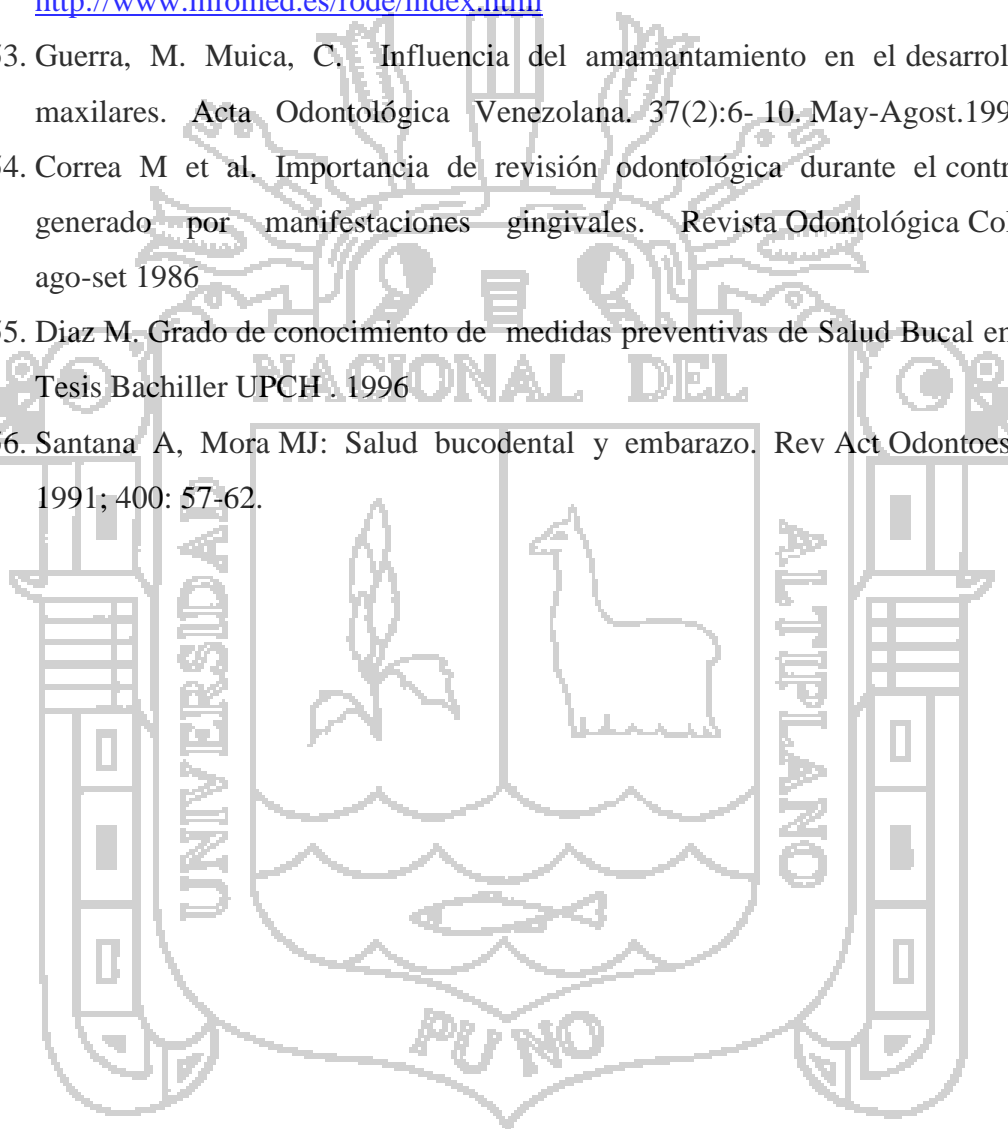 http://www.infomed.es/rode/index.html
53. Guerra, M. Muica, C. Influencia del amamantamiento en el desarrol
maxilares. Acta Odontológica Venezolana. 37(2):6- 10. May-Agost.199
54. Correa M et al. Importancia de revisión odontológica durante el contr
generado por manifestaciones gingivales. Revista Odontológica Col
ago-set 1986
55. Diaz M. Grado de conocimiento de medidas preventivas de Salud Bucal en
Tesis Bachiller UPCH . 1996
56. Santana A, Mora MJ: Salud bucodental y embarazo. Rev Act Odontoes
1991; 400: 57-62.
NACIONAL DEL
UNIVERSIDAD
ALTIPLANO
PUNO